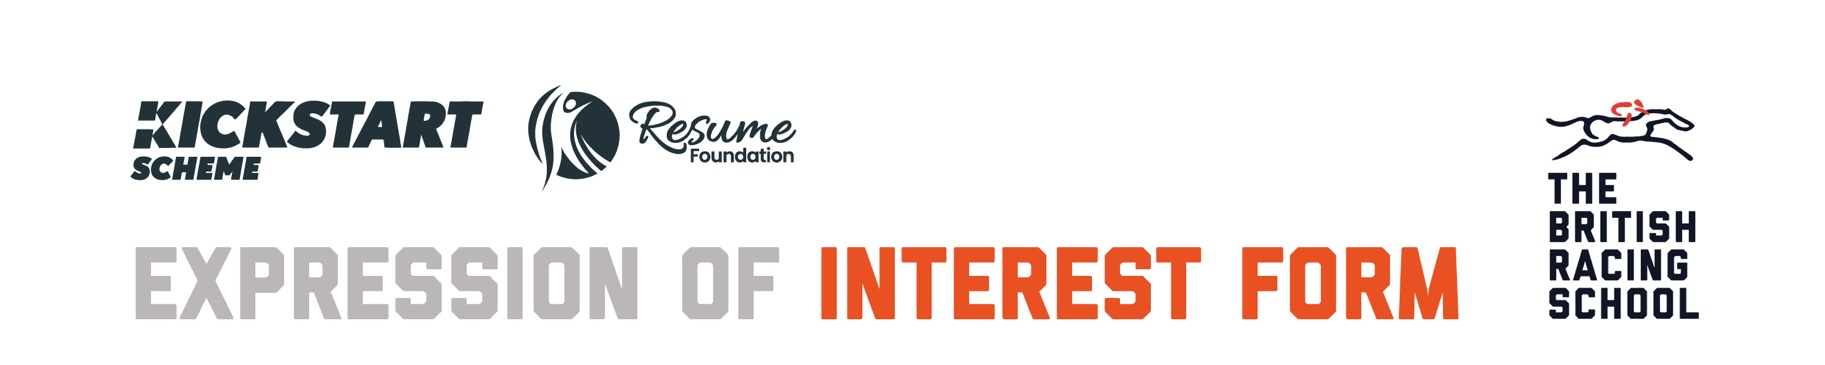 KICKSTART
SCHEME
Resume
Foundation
EXPRESSION OF INTEREST FORM
THE
BRITISH
RACING
SCHOOL